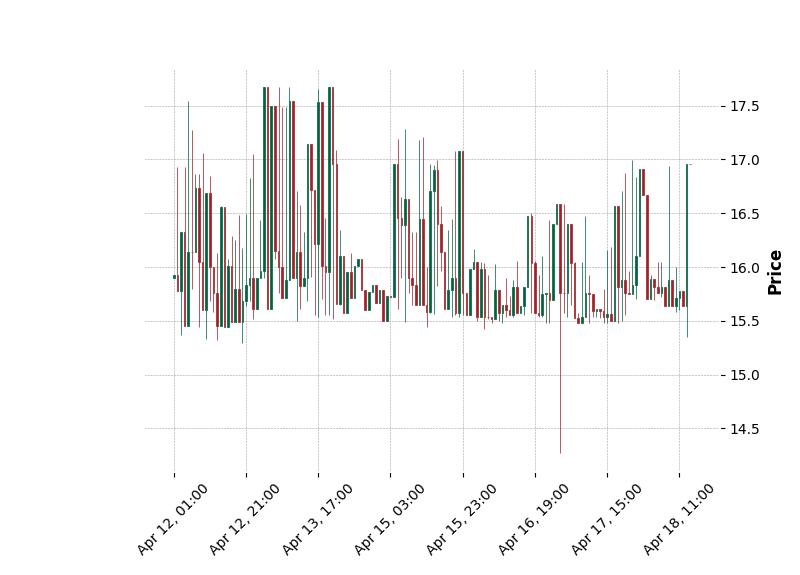 17.5
17.0
16.5
16.0
15.5
15.0
14.5
Price
Apr 12, 01:00
Apr 12, 21:00
Apr 13, 17:00
Apr 15, 03:00
Apr 15, 23:00
Apr 16, 19:00
Apr 17, 15:00
Apr 18, 11:00